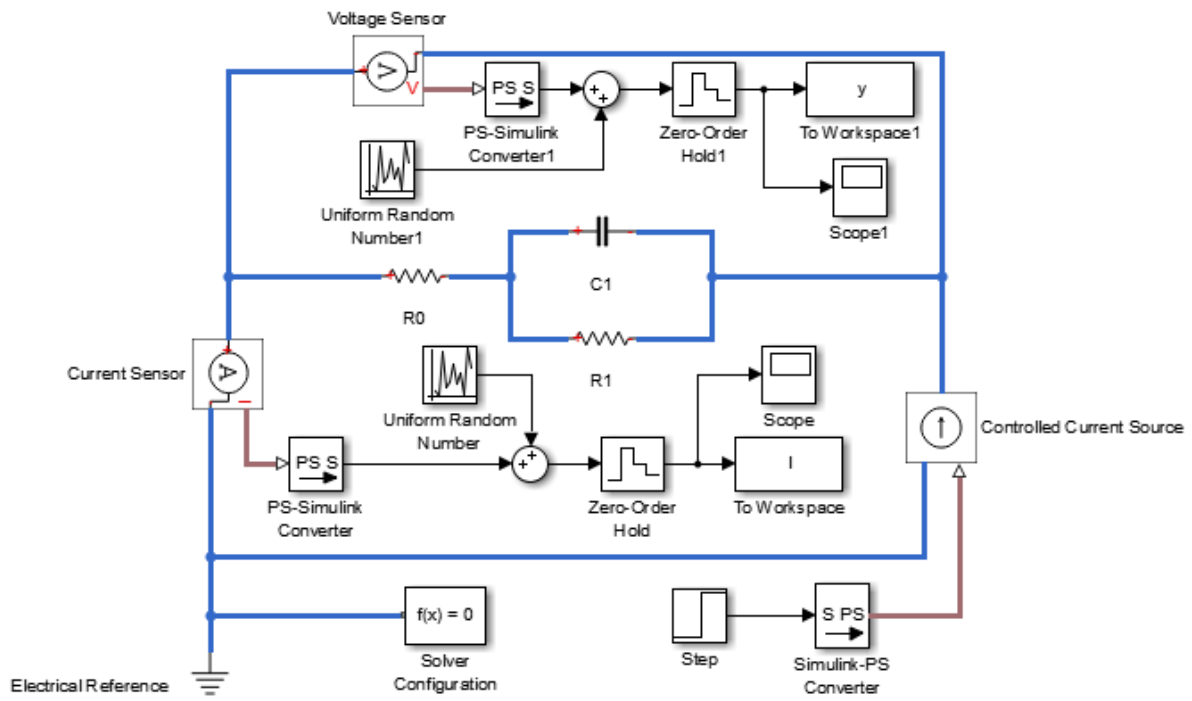 Voltage Sensor
V
V
PS S
PS-Simulink
Converter1
Zero-Order
Hold1
y
To Workspace1
Uniform Random
Number1
Scope1
C1
R0
R1
Current Sensor
A
Uniform Random
Number
Scope
Controlled Current Source
PS S
PS-Simulink
Converter
Zero-Order
Hold
I
To Workspace
f(x) = 0
Solver
Configuration
Step
S PS
Simulink-PS
Converter
Electrical Reference